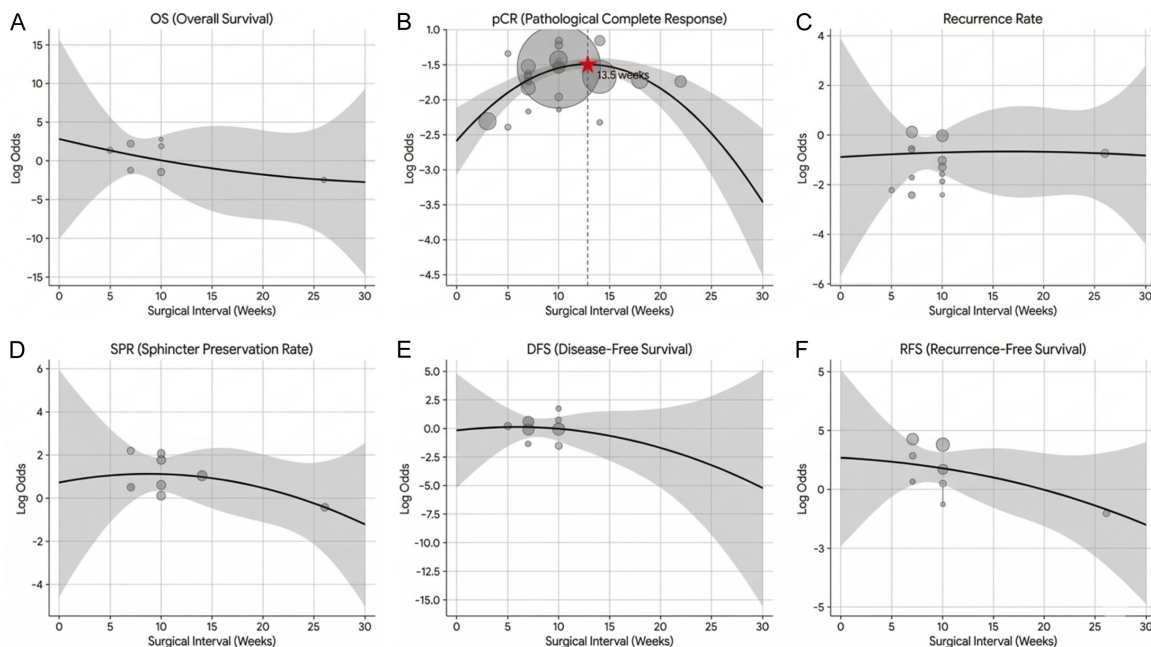 A
OS (Overall Survival)
15
10
5
0
−5
−10
−15
Log Odds
0 5 10 15 20 25 30
Surgical Interval (Weeks)
B
pCR (Pathological Complete Response)
1.0
−1.5
−2.0
−2.5
−3.0
−3.5
−4.0
−4.5
Log Odds
13.5 weeks
0 5 10 15 20 25 30
Surgical Interval (Weeks)
C
Recurrence Rate
4
2
0
−2
−4
−6
Log Odds
0 5 10 15 20 25 30
Surgical Interval (Weeks)
D
SPR (Sphincter Preservation Rate)
6
4
2
0
−2
−4
Log Odds
0 5 10 15 20 25 30
Surgical Interval (Weeks)
E
DFS (Disease-Free Survival)
5.0
2.5
0.0
−2.5
−5.0
−7.5
−10.0
−12.5
−15.0
Log Odds
0 5 10 15 20 25 30
Surgical Interval (Weeks)
F
RFS (Recurrence-Free Survival)
5
5
0
−3
−5
Log Odds
0 5 10 15 20 25 30
Surgical Interval (Weeks)